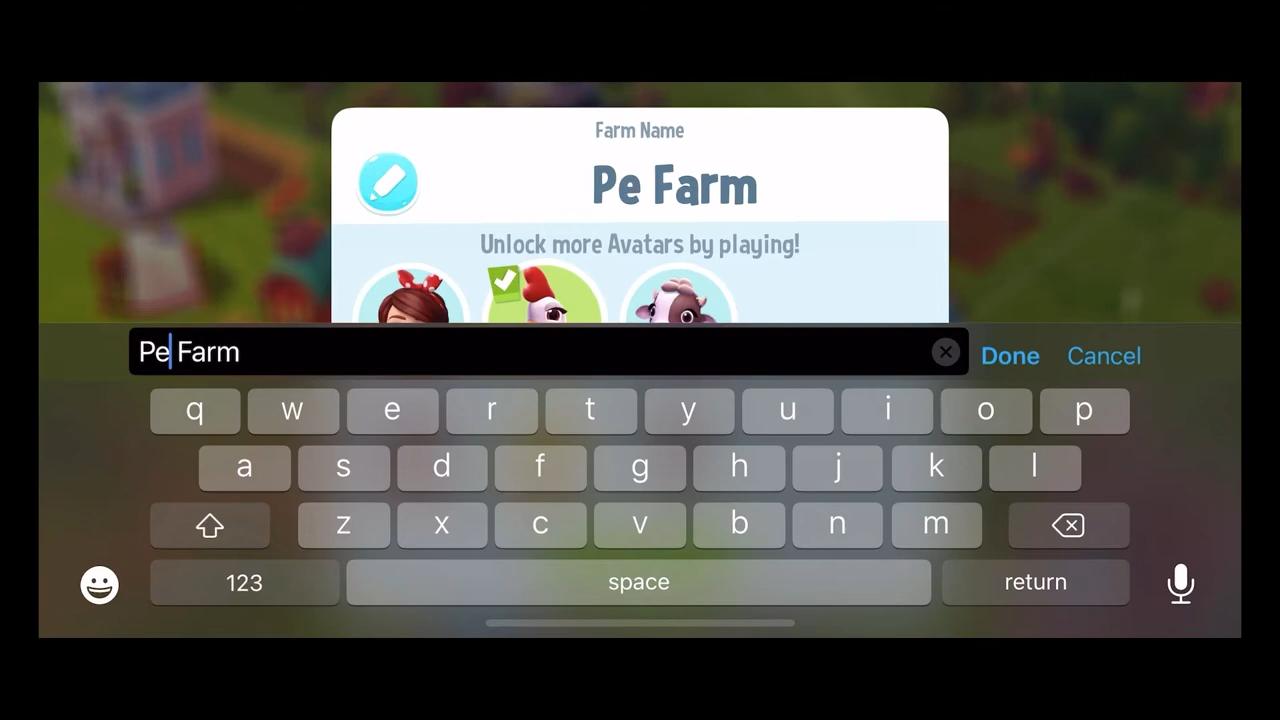 Farm Name
Pe Farm
Unlock more Avatars by playing!
Pe Farm
Done Cancel
q w e r t y u i o p
a s d f g h j k l
z x c v b n m
123 space return